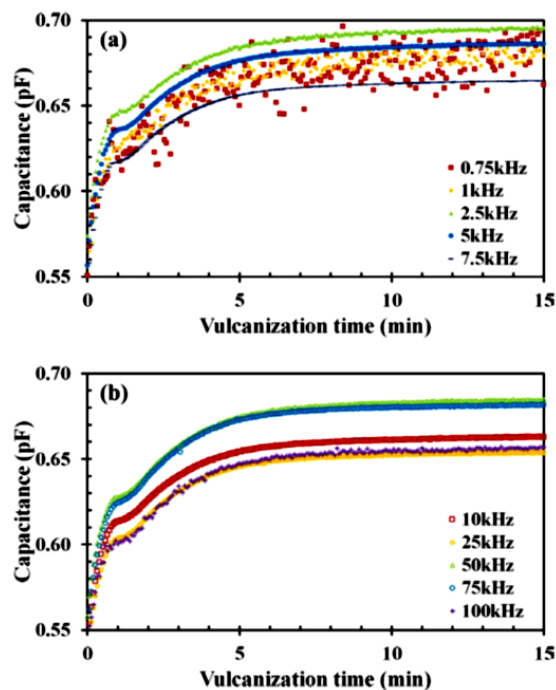 (a)
Capacitance (pF)
0.70
0.65
0.60
0.55
0.75kHz
1kHz
2.5kHz
5kHz
7.5kHz
0
5
10
15
Vulcanization time (min)
(b)
Capacitance (pF)
0.70
0.65
0.60
0.55
10kHz
25kHz
50kHz
75kHz
100kHz
0
5
10
15
Vulcanization time (min)